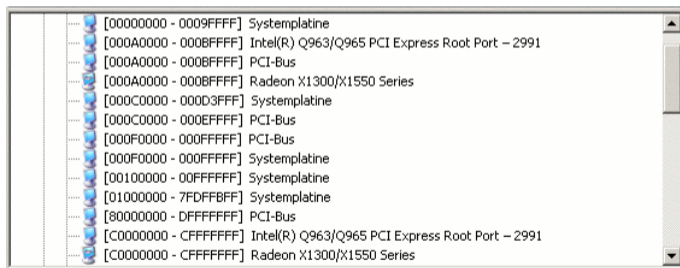 [00000000 - 0009FFFF] Systemplatine
[000A0000 - 000BFFFF] Intel(R) Q963/Q965 PCI Express Root Port – 2991
[000A0000 - 000BFFFF] PCI-Bus
[000A0000 - 000BFFFF] Radeon X1300/X1550 Series
[000C0000 - 000D3FFF] Systemplatine
[000C0000 - 000EFFFF] PCI-Bus
[000F0000 - 000FFFFF] PCI-Bus
[000F0000 - 000FFFFF] Systemplatine
[00100000 - 00FFFFFF] Systemplatine
[01000000 - 7FDFFBFF] Systemplatine
[80000000 - DFFFFFFF] PCI-Bus
[C0000000 - CFFFFFFF] Intel(R) Q963/Q965 PCI Express Root Port – 2991
[C0000000 - CFFFFFFF] Radeon X1300/X1550 Series